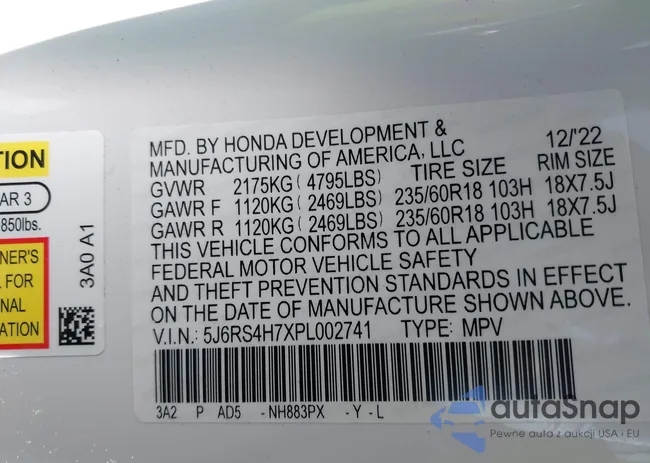 TION
AR 3
850lbs.
NER'S
L FOR
NAL
ATION
3A0 A1
MFD. BY HONDA DEVELOPMENT &
MANUFACTURING OF AMERICA, LLC 12/'22
GVWR 2175KG ( 4795LBS) TIRE SIZE RIM SIZE
GAWR F 1120KG ( 2469LBS) 235/60R18 103H 18X7.5J
GAWR R 1120KG ( 2469LBS) 235/60R18 103H 18X7.5J
THIS VEHICLE CONFORMS TO ALL APPLICABLE
FEDERAL MOTOR VEHICLE SAFETY
AND THEFT PREVENTION STANDARDS IN EFFECT
ON THE DATE OF MANUFACTURE SHOWN ABOVE.
V.I.N.: 5J6RS4H7XPL002741 TYPE: MPV
3A2 P AD5 -NH883PX -Y-L
autasnap
Pewne auta z aukcji USA i EU